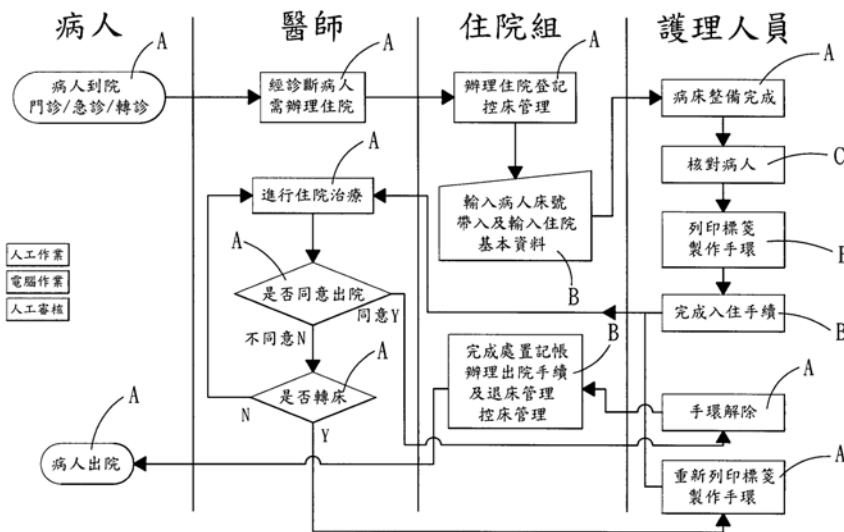 病人
醫師
住院組
護理人員
A
病人到院
門診/急診/轉診
A
經診斷病人
需辦理住院
A
辦理住院登記
控床管理
A
病床整備完成
C
核對病人
A
進行住院治療
輸入病人床號
帶入及輸入住院
基本資料
B
B
列印標箋
製作手環
人工作業
電腦作業
人工審核
A
是否同意出院
同意Y
不同意N
完成入住手續
B
B
完成處置記帳
辦理出院手續
及退床管理
控床管理
A
是否轉床
N
Y
A
手環解除
A
病人出院
A
重新列印標箋
製作手環